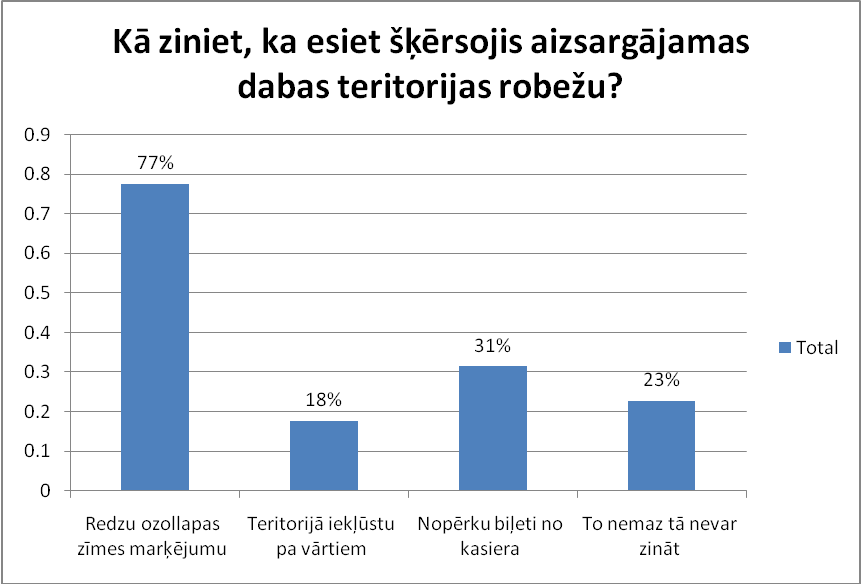 Kā ziniet, ka esiet šķērsojis aizsargājamas
dabas teritorijas robežu?
0.9
0.8
0.7
0.6
0.5
0.4
0.3
0.2
0.1
0
77%
18%
31%
23%
Redzu ozollapas
zīmes marķējumu
Teritorijā iekļūstu
pa vārtiem
Nopērku biļeti no
kasiera
To nemaz tā nevar
zināt
Total